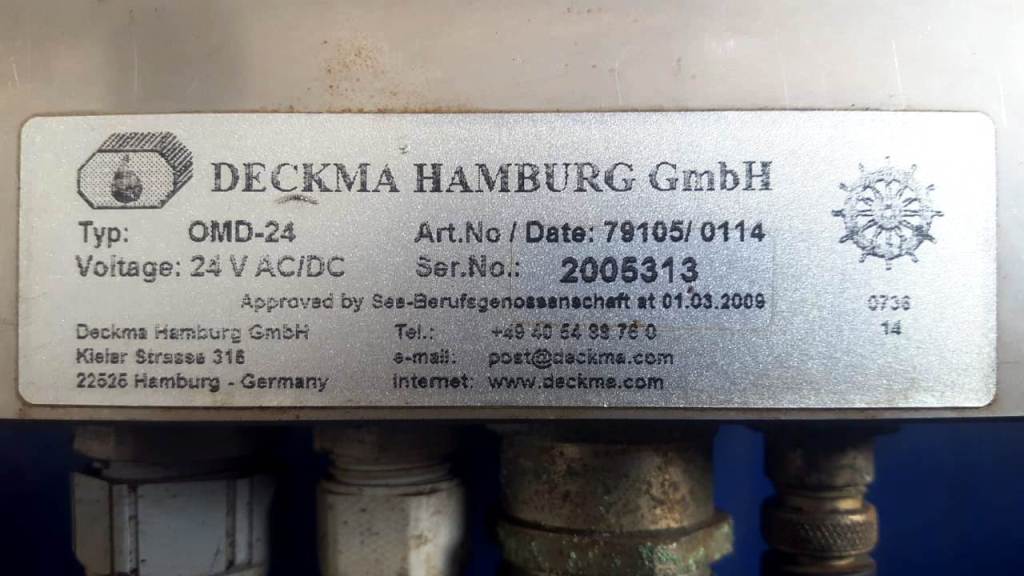 DECKMA HAMBURG GmbH
Typ: OMD-24 Art.No / Date: 79105/ 0114
Voltage: 24 V AC/DC Ser.No.: 2005313
Approved by See-Berufsgenossenschaft at 01.03.2009
0736
14
Deckma Hamburg GmbH Tel.: +49 40 54 88 76 0
Kieler Strasse 316 e-mail: post@deckma.com
22525 Hamburg - Germany internet: www.deckma.com